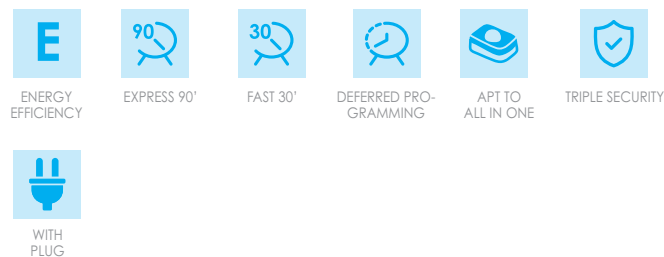 E
90
30
ENERGY
EFFICIENCY
EXPRESS 90'
FAST 30'
DEFERRED PRO-
GRAMMING
APT TO
ALL IN ONE
TRIPLE SECURITY
WITH
PLUG